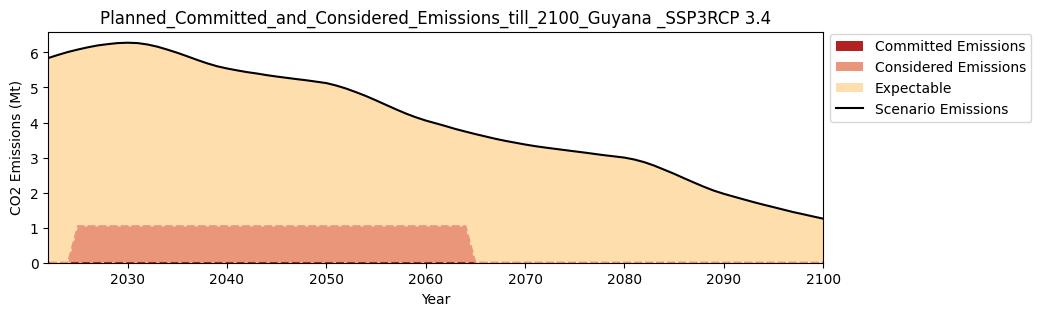 Planned_Committed_and_Considered_Emissions_till_2100_Guyana _SSP3RCP 3.4
CO2 Emissions (Mt)
6
5
4
3
2
1
0
2030 2040 2050 2060 2070 2080 2090 2100
Year
Committed Emissions
Considered Emissions
Expectable
Scenario Emissions